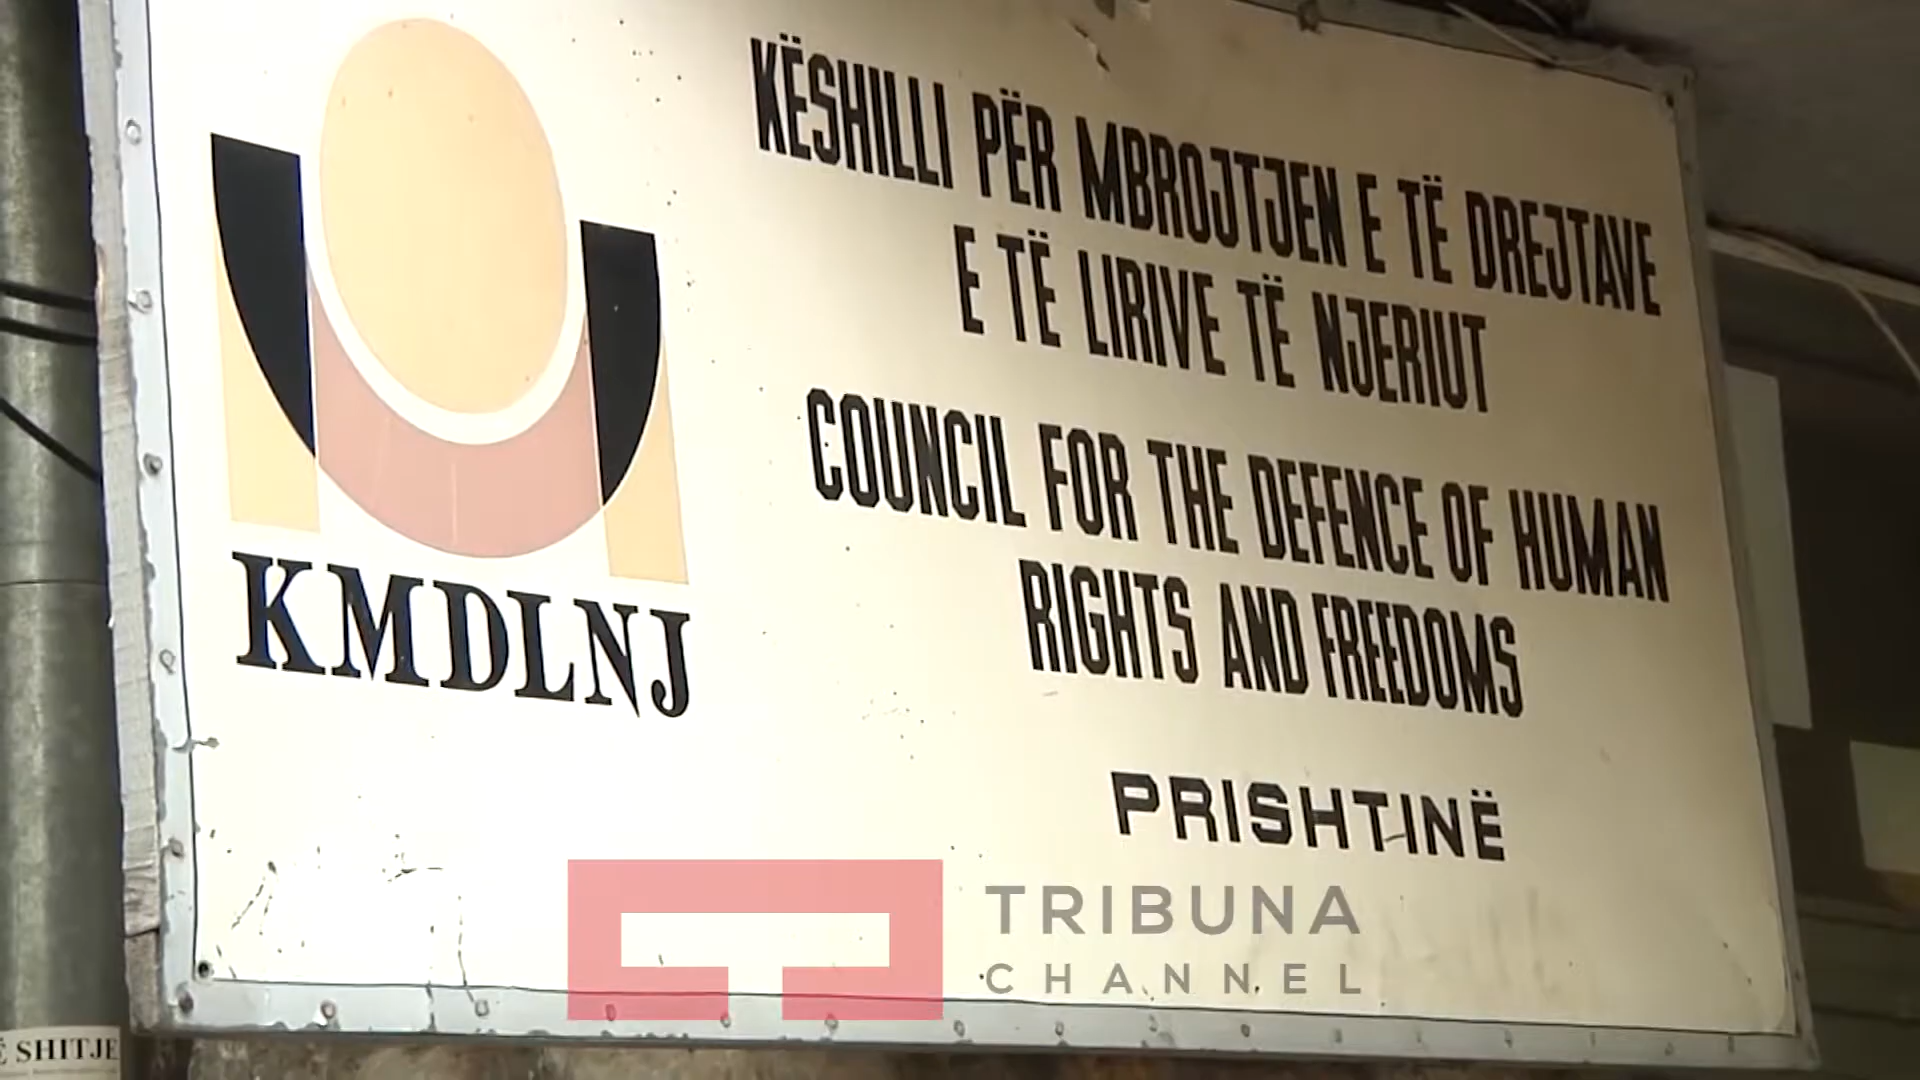 KËSHILLI PËR MBROJTJEN E TË DREJTAVE
E TË LIRIVE TË NJERIUT
COUNCIL FOR THE DEFENCE OF HUMAN
RIGHTS AND FREEDOMS
PRISHTINË
KMDLNJ
TRIBUNA
CHANNEL
Ë SHITJE